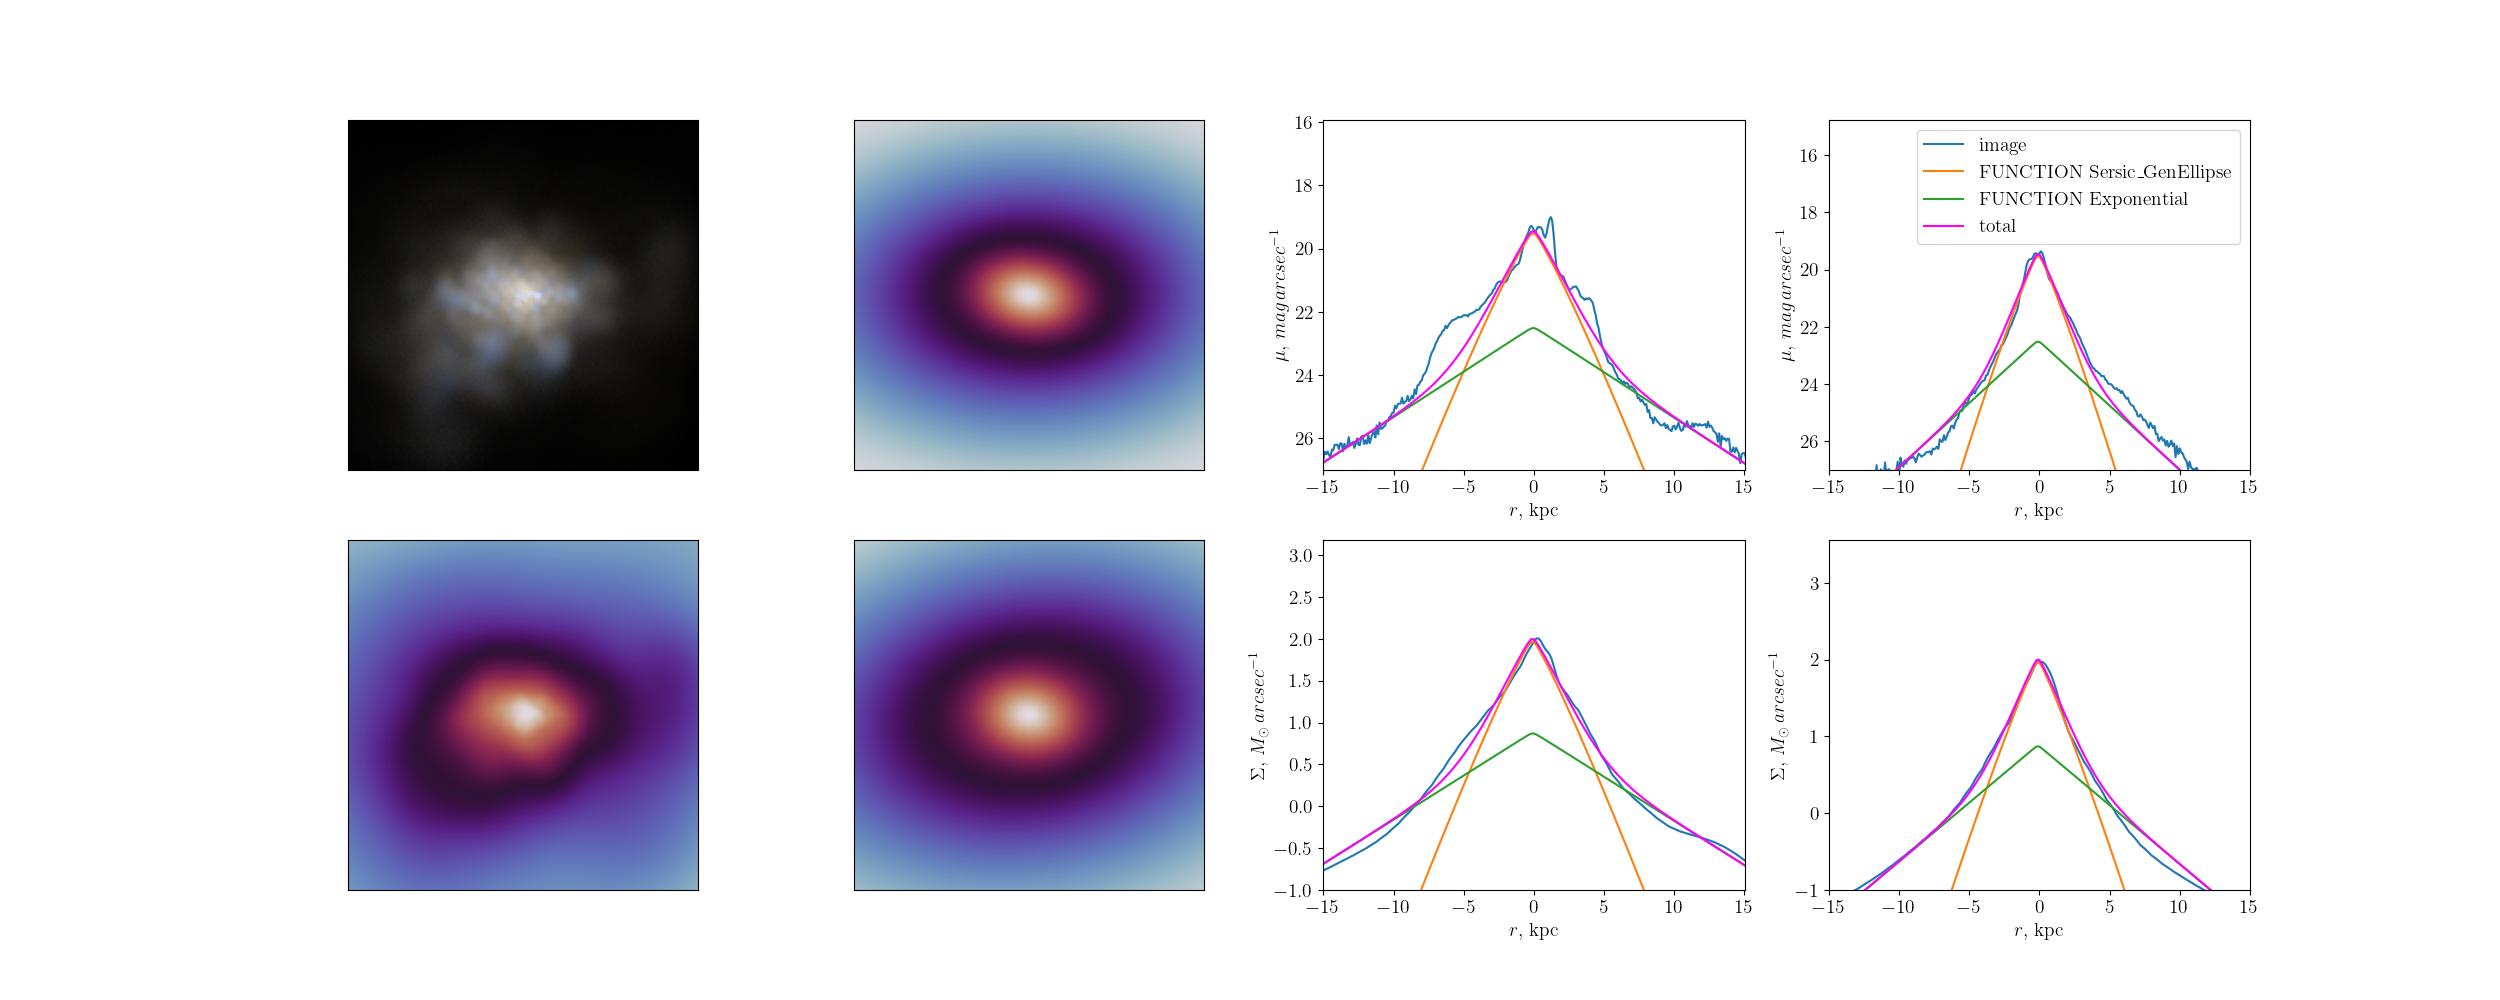 16
18
20
22
24
26
μ, mag arcsec⁻¹
−15 −10 −5 0 5 10 15
r, kpc
16
18
20
22
24
26
μ, mag arcsec⁻¹
image
FUNCTION Sersic_GenEllipse
FUNCTION Exponential
total
−15 −10 −5 0 5 10 15
r, kpc
3.0
2.5
2.0
1.5
1.0
0.5
0.0
−0.5
−1.0
Σ, M⊙ arcsec⁻¹
−15 −10 −5 0 5 10 15
r, kpc
3
2
1
0
−1
Σ, M⊙ arcsec⁻¹
−15 −10 −5 0 5 10 15
r, kpc